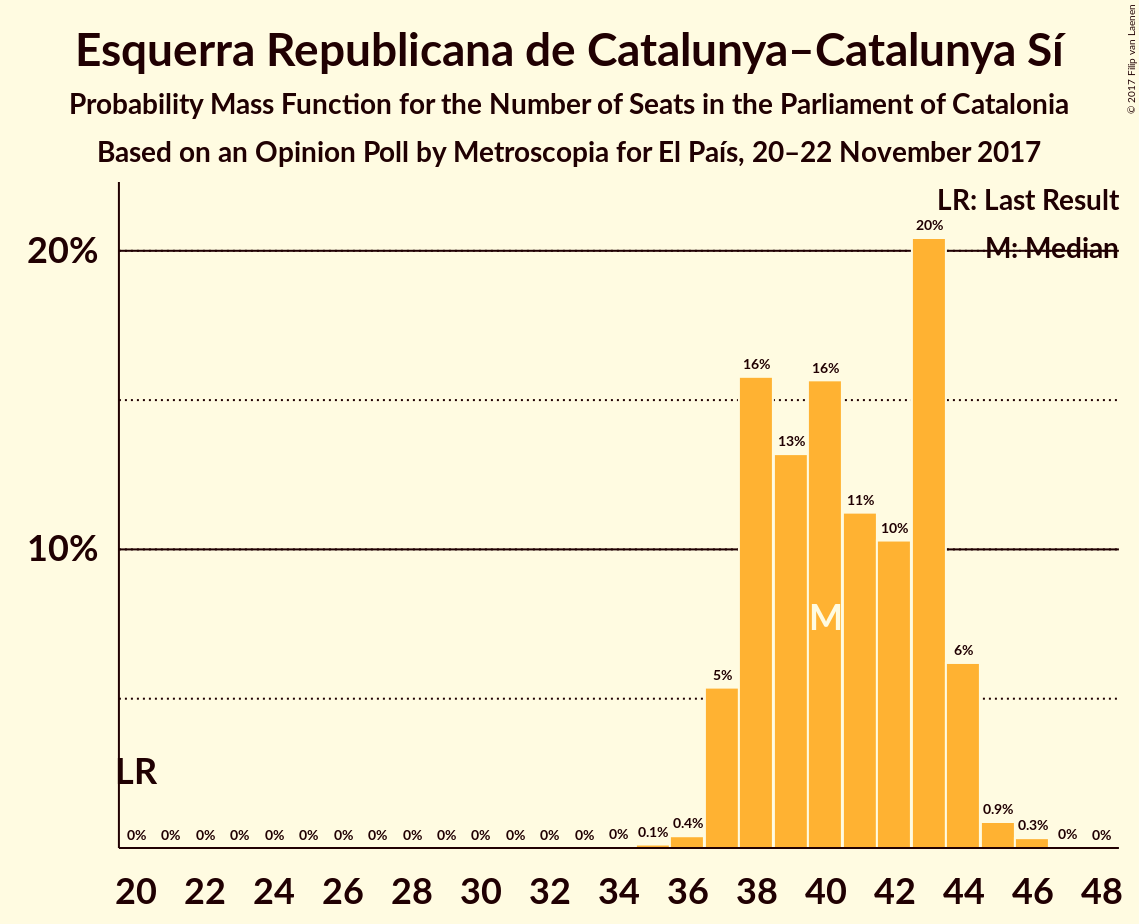 Esquerra Republicana de Catalunya–Catalunya Sí
Probability Mass Function for the Number of Seats in the Parliament of Catalonia
Based on an Opinion Poll by Metroscopia for El País, 20–22 November 2017
© 2017 Filip van Laenen
LR: Last Result
M: Median
20%
10%
20%
16%
16%
13%
11%
10%
M
6%
5%
LR
0% 0% 0% 0% 0% 0% 0% 0% 0% 0% 0% 0% 0% 0% 0% 0.1% 0.4% 0.9% 0.3% 0% 0%
20 22 24 26 28 30 32 34 36 38 40 42 44 46 48